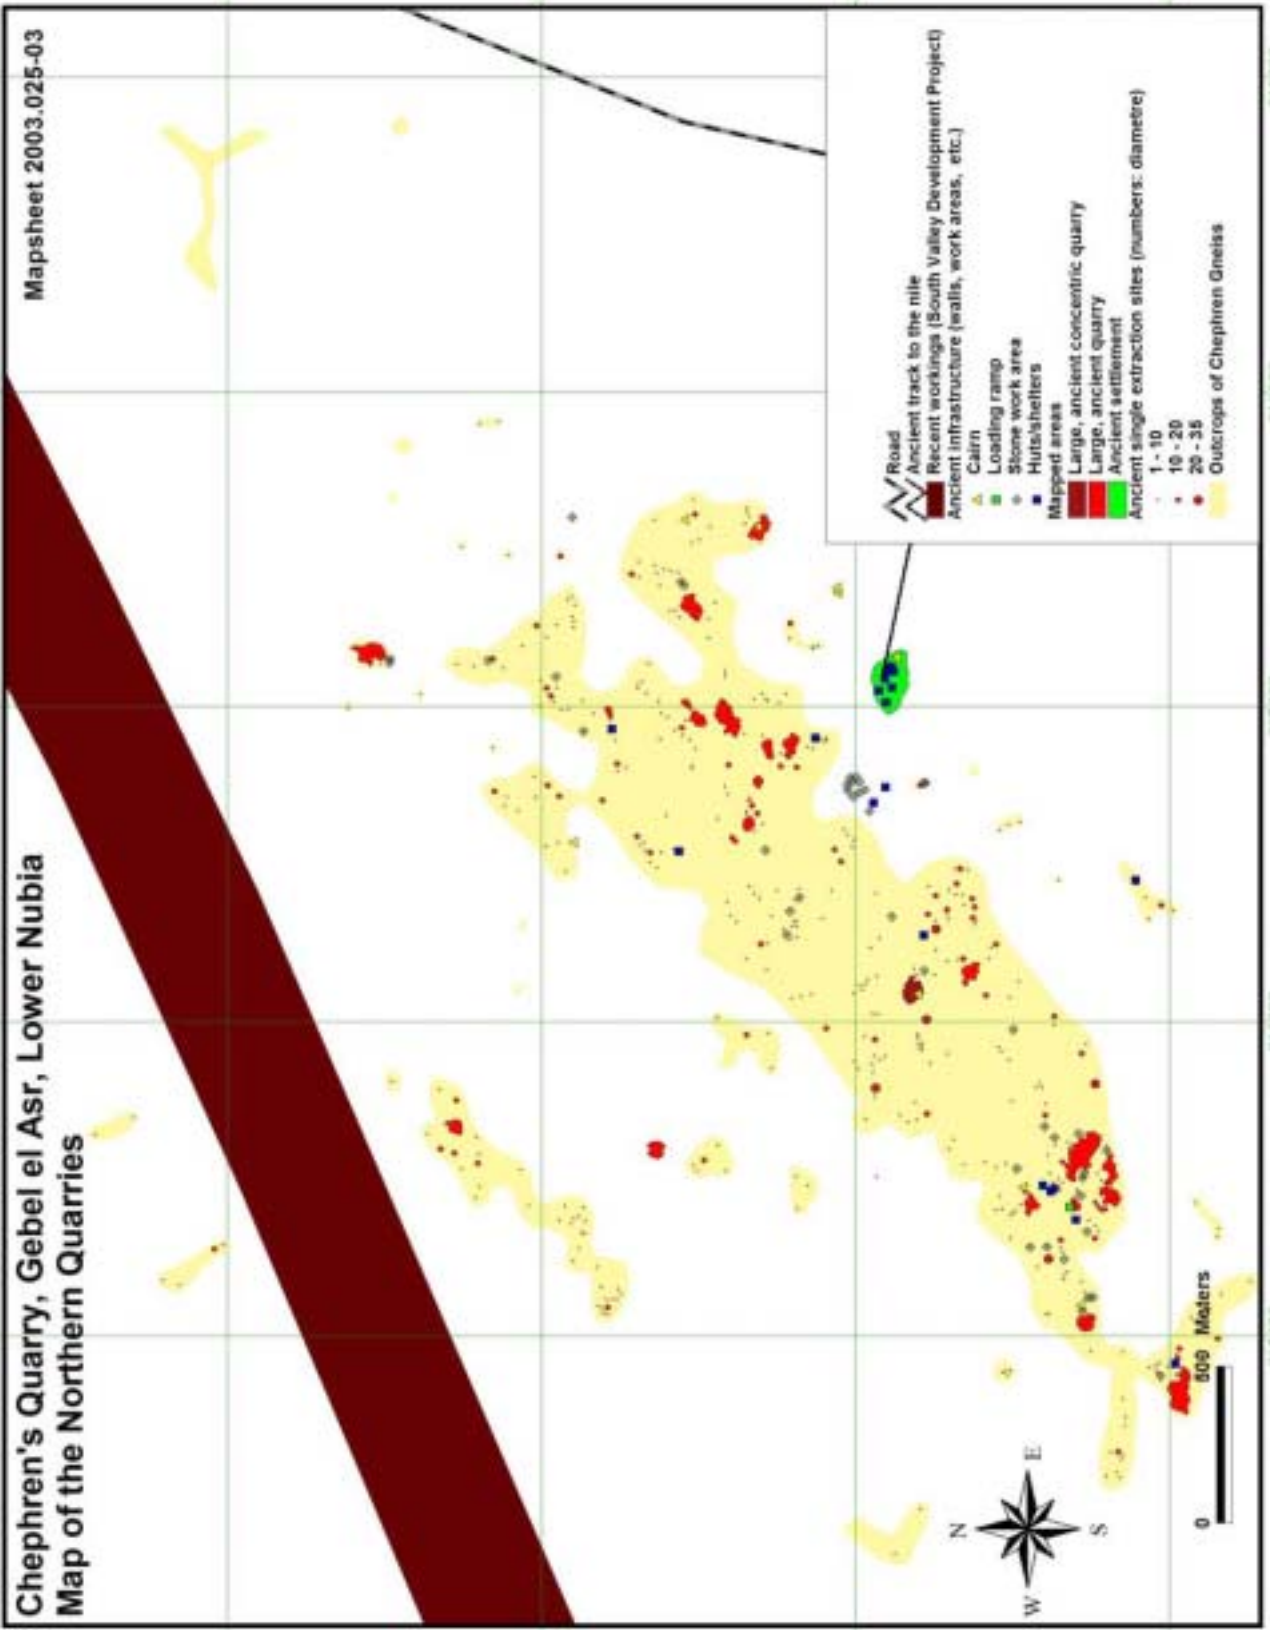 Chephren's Quarry, Gebel el Asr, Lower Nubia
Map of the Northern Quarries
Mapsheet 2003.025-03
Road
Ancient track to the nile
Recent workings (South Valley Development Project)
Ancient infrastructure (walls, work areas, etc.)
Cairn
Loading ramp
Stone work area
Huts/shelters
Mapped areas
Large, ancient concentric quarry
Large, ancient quarry
Ancient settlement
Ancient single extraction sites (numbers: diametre)
1 - 10
10 - 20
20 - 35
Outcrops of Chephren Gneiss
N
W E
S
0 Meters